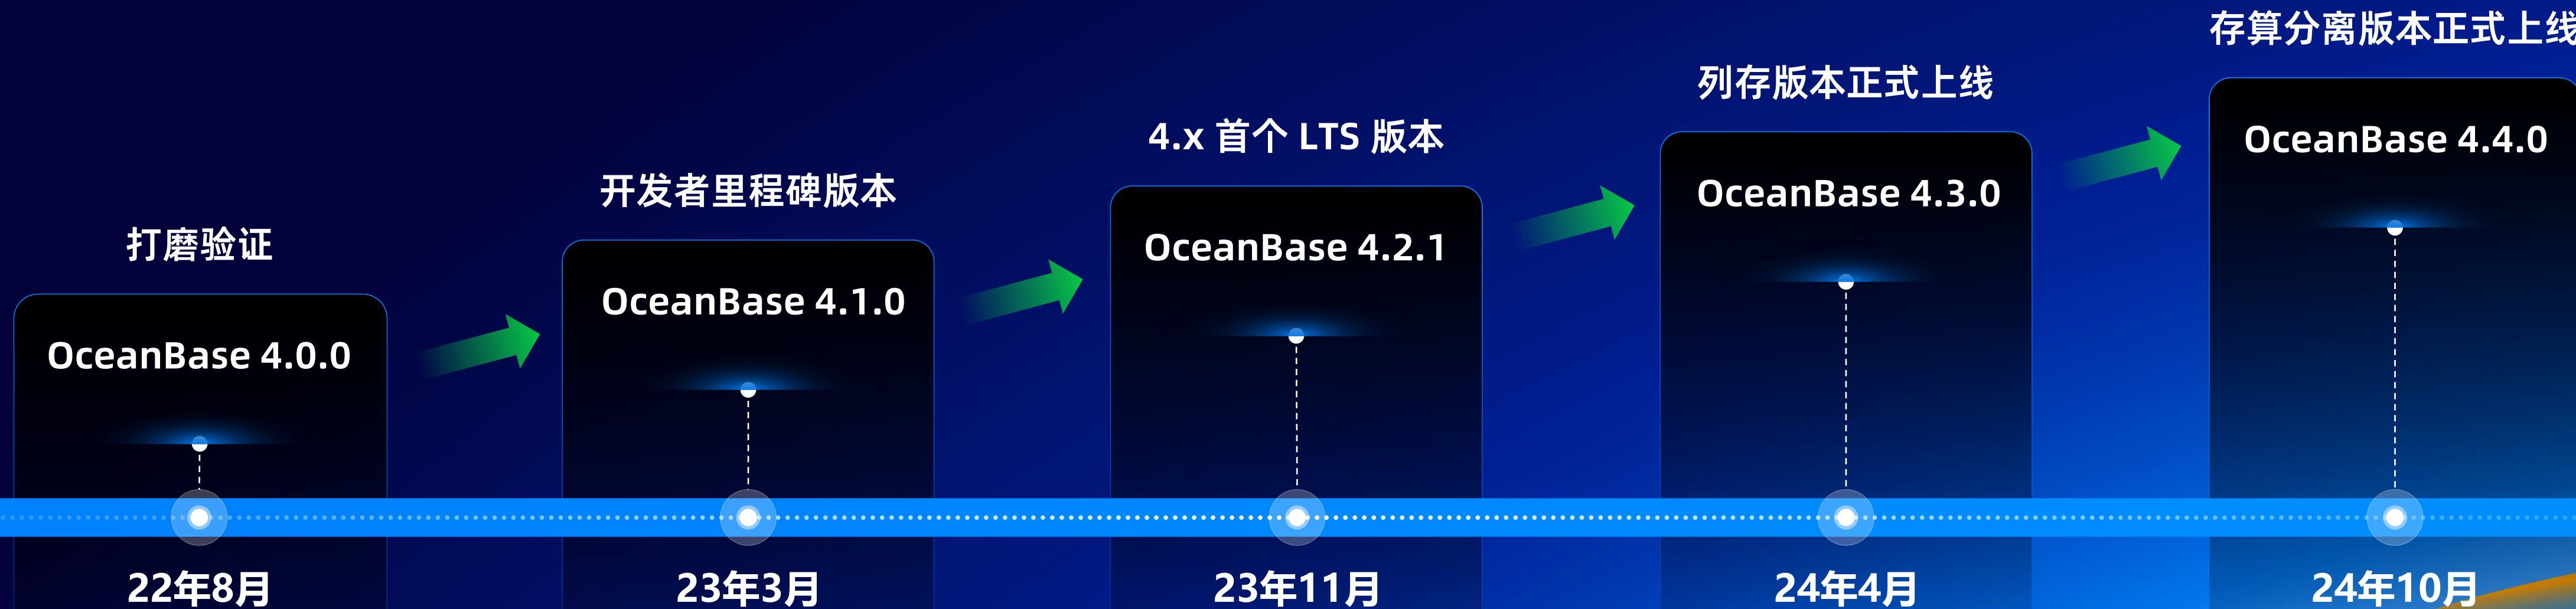 打磨验证
OceanBase 4.0.0
22年8月
开发者里程碑版本
OceanBase 4.1.0
23年3月
4.x 首个 LTS 版本
OceanBase 4.2.1
23年11月
列存版本正式上线
OceanBase 4.3.0
24年4月
存算分离版本正式上线
OceanBase 4.4.0
24年10月